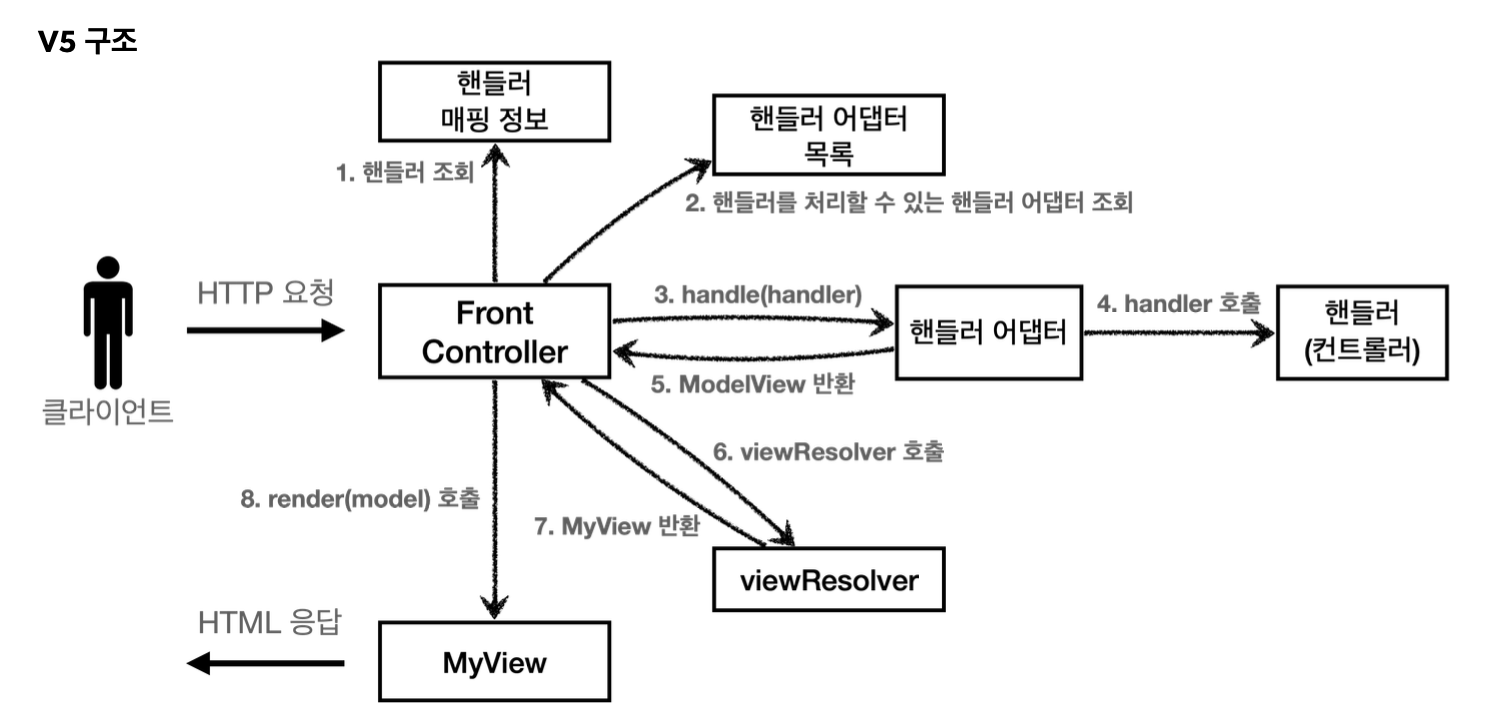 V5 구조
핸들러
매핑 정보
핸들러 어댑터
목록
1. 핸들러 조회
2. 핸들러를 처리할 수 있는 핸들러 어댑터 조회
HTTP 요청
Front
Controller
3. handle(handler)
핸들러 어댑터
4. handler 호출
핸들러
(컨트롤러)
5. ModelView 반환
클라이언트
6. viewResolver 호출
8. render(model) 호출
7. MyView 반환
viewResolver
HTML 응답
MyView